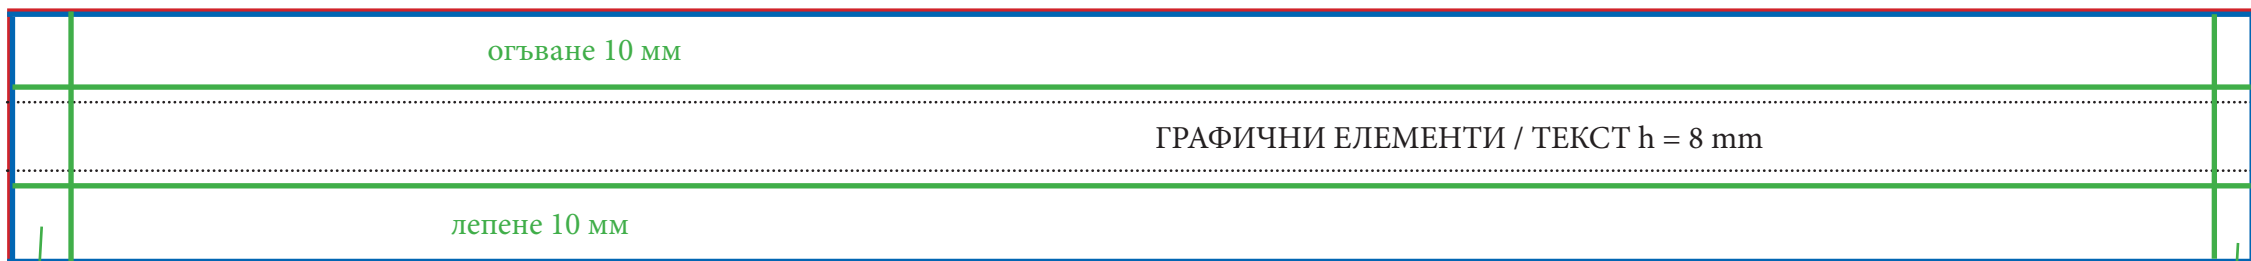 огъване 10 мм
ГРАФИЧНИ ЕЛЕМЕНТИ / ТЕКСТ h = 8 mm
лепене 10 мм